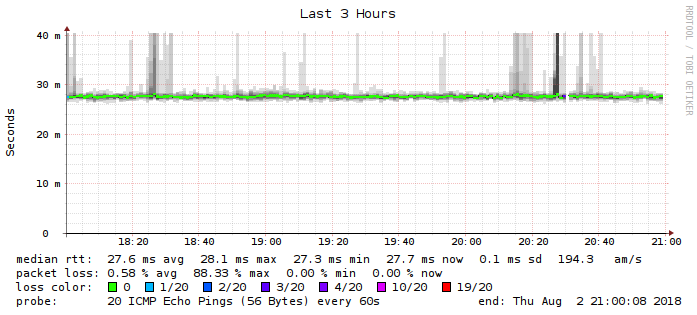 Last 3 Hours
RRDTOOL / TOBI OETIKER
Seconds
40 m
30 m
20 m
10 m
0
18:20 18:40 19:00 19:20 19:40 20:00 20:20 20:40 21:00
median rtt: 27.6 ms avg 28.1 ms max 27.3 ms min 27.7 ms now 0.1 ms sd 194.3 am/s
packet loss: 0.58 % avg 88.33 % max 0.00 % min 0.00 % now
loss color: 0 1/20 2/20 3/20 4/20 10/20 19/20
probe: 20 ICMP Echo Pings (56 Bytes) every 60s end: Thu Aug 2 21:00:08 2018